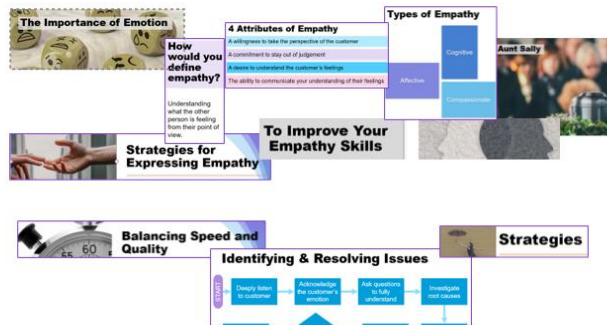 The Importance of Emotion
How
would you
define
empathy?
Understanding
what the other
person is feeling
from their point of
view.
4 Attributes of Empathy
A willingness to take the perspective of the customer
A commitment to stay out of judgement
A desire to understand the customer's feelings
The ability to communicate your understanding of their feelings
Types of Empathy
Cognitive
Affective
Compassionate
Aunt Sally
Strategies for
Expressing Empathy
To Improve Your
Empathy Skills
60
5
Balancing Speed and
Quality
Strategies
Identifying & Resolving Issues
START
Deeply listen
to customer
Acknowledge
the customer's
emotion
Ask questions
to fully
understand
Investigate
root causes